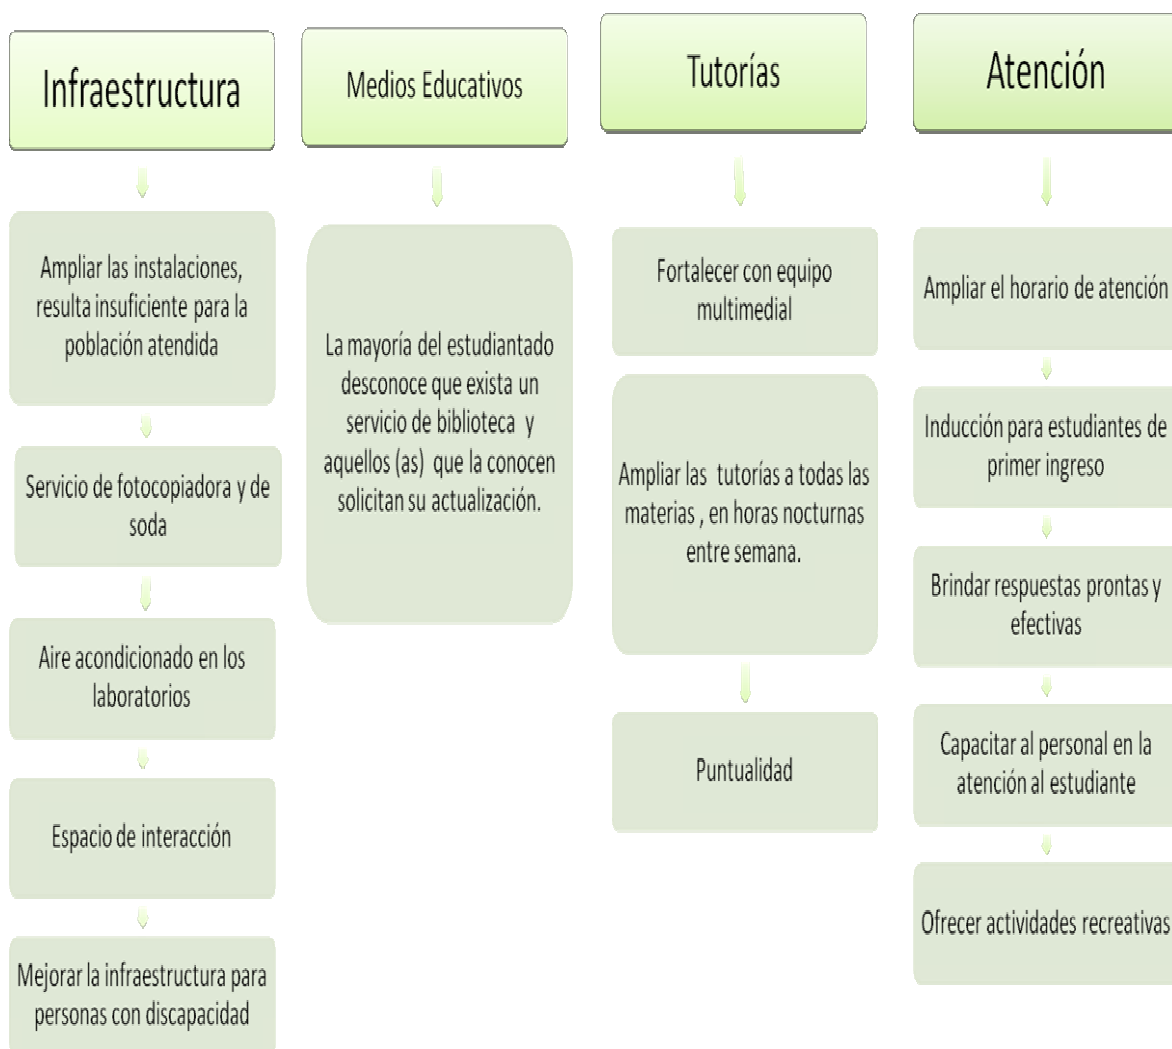 Infraestructura
Ampliar las instalaciones,
resulta insuficiente para la
población atendida
Servicio de fotocopiadora y de
soda
Aire acondicionado en los
laboratorios
Espacio de interacción
Mejorar la infraestructura para
personas con discapacidad
Medios Educativos
La mayoría del estudiantado
desconoce que exista un
servicio de biblioteca y
aquellos (as) que la conocen
solicitan su actualización.
Tutorías
Fortalecer con equipo
multimedial
Ampliar las tutorías a todas las
materias , en horas nocturnas
entre semana.
Puntualidad
Atención
Ampliar el horario de atención
Inducción para estudiantes de
primer ingreso
Brindar respuestas prontas y
efectivas
Capacitar al personal en la
atención al estudiante
Ofrecer actividades recreativas